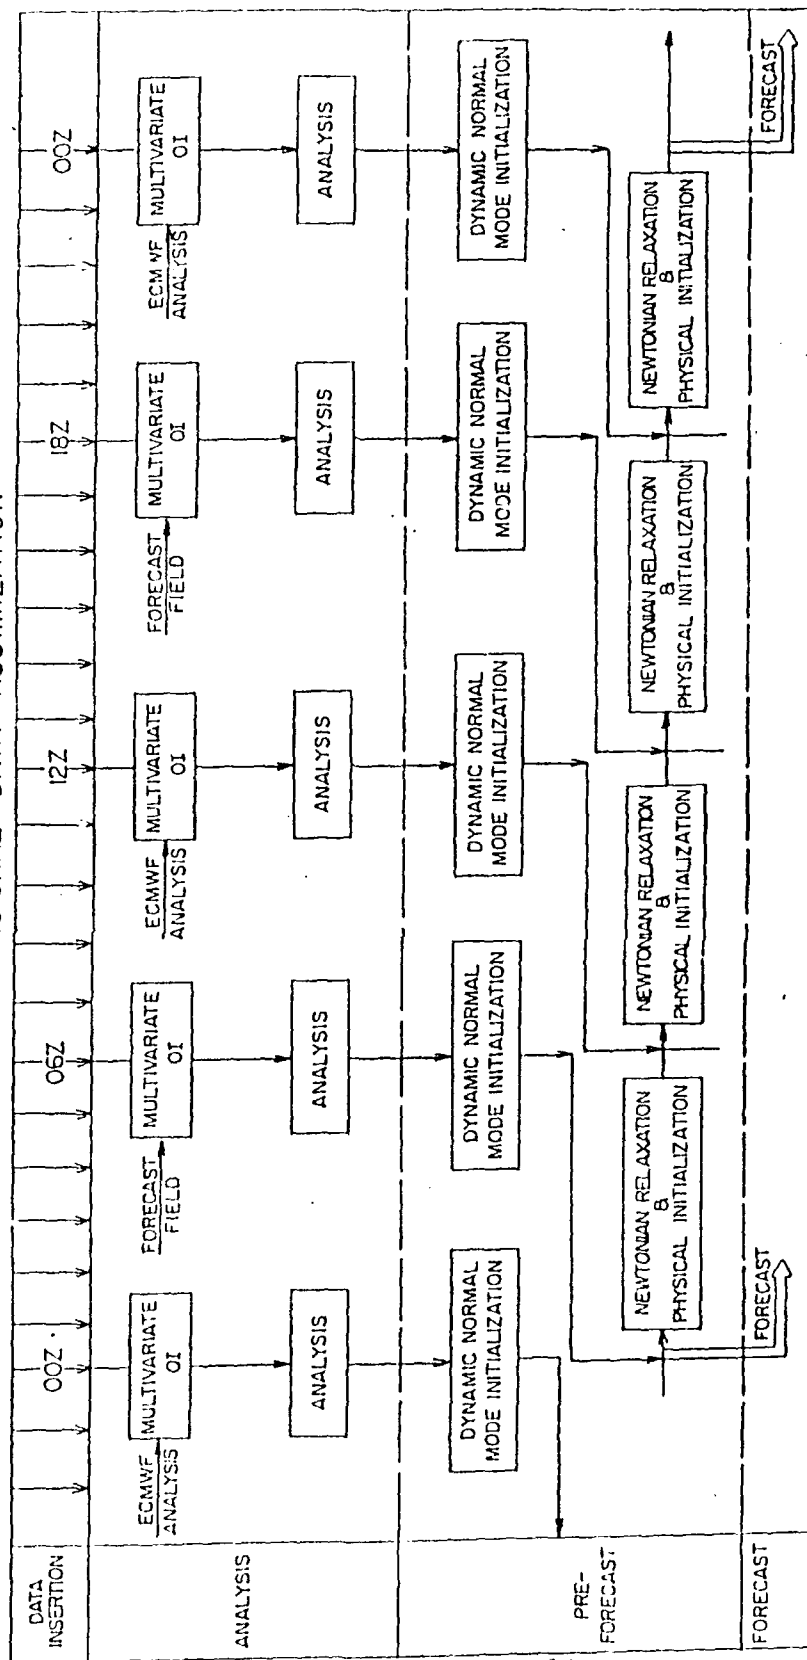 DATA
INSERTION
00Z.
06Z
12Z
18Z
00Z
ANALYSIS
ECMWF
ANALYSIS
MULTIVARIATE
OI
ANALYSIS
FORECAST
FIELD
MULTIVARIATE
OI
ANALYSIS
ECMWF
ANALYSIS
MULTIVARIATE
OI
ANALYSIS
FORECAST
FIELD
MULTIVARIATE
OI
ANALYSIS
ECMWF
ANALYSIS
MULTIVARIATE
OI
ANALYSIS
PRE-
FORECAST
DYNAMIC NORMAL
MODE INITIALIZATION
DYNAMIC NORMAL
MODE INITIALIZATION
DYNAMIC NORMAL
MODE INITIALIZATION
DYNAMIC NORMAL
MODE INITIALIZATION
DYNAMIC NORMAL
MODE INITIALIZATION
NEWTONIAN RELAXATION
&
PHYSICAL INITIALIZATION
NEWTONIAN RELAXATION
&
PHYSICAL INITIALIZATION
NEWTONIAN RELAXATION
&
PHYSICAL INITIALIZATION
NEWTONIAN RELAXATION
&
PHYSICAL INITIALIZATION
FORECAST
FORECAST
FORECAST